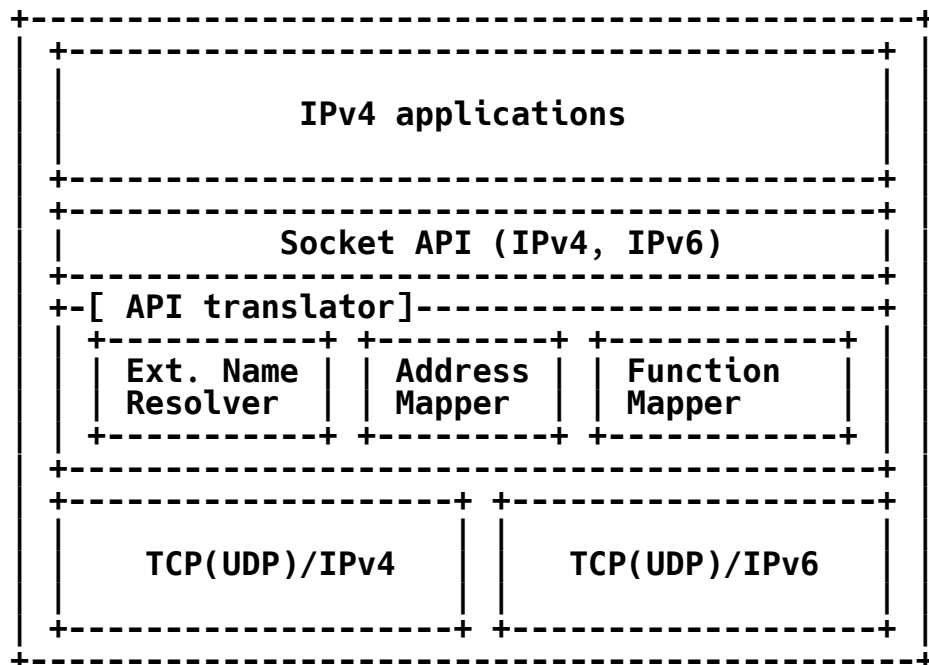 IPv4 applications
Socket API (IPv4, IPv6)
[ API translator]
Ext. Name Address Function
Resolver Mapper Mapper
TCP(UDP)/IPv4 TCP(UDP)/IPv6